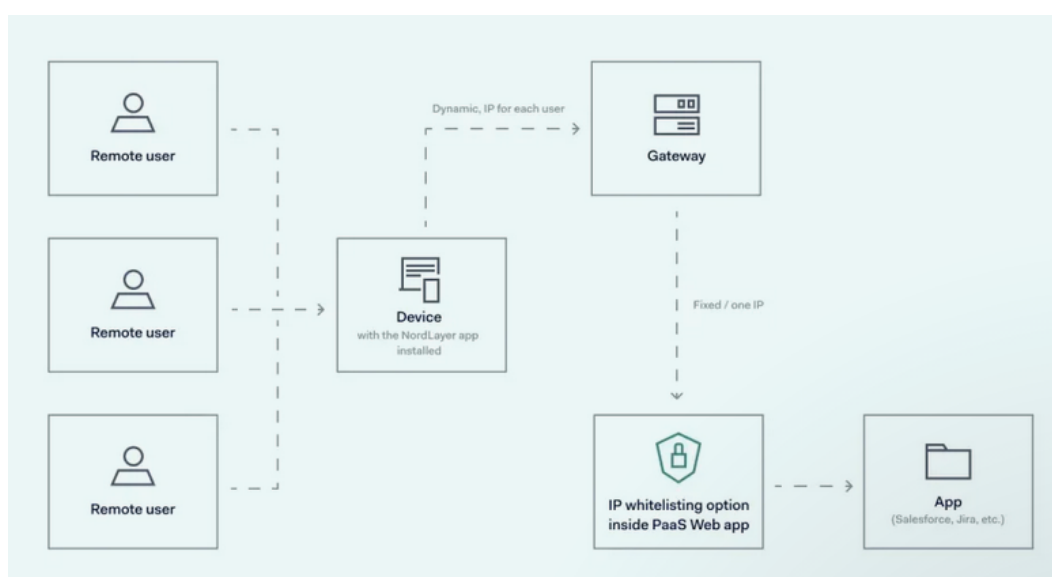 Remote user
Remote user
Remote user
Device
with the NordLayer app
installed
Dynamic, IP for each user
Gateway
Fixed / one IP
IP whitelisting option
inside PaaS Web app
App
(Salesforce, Jira, etc.)